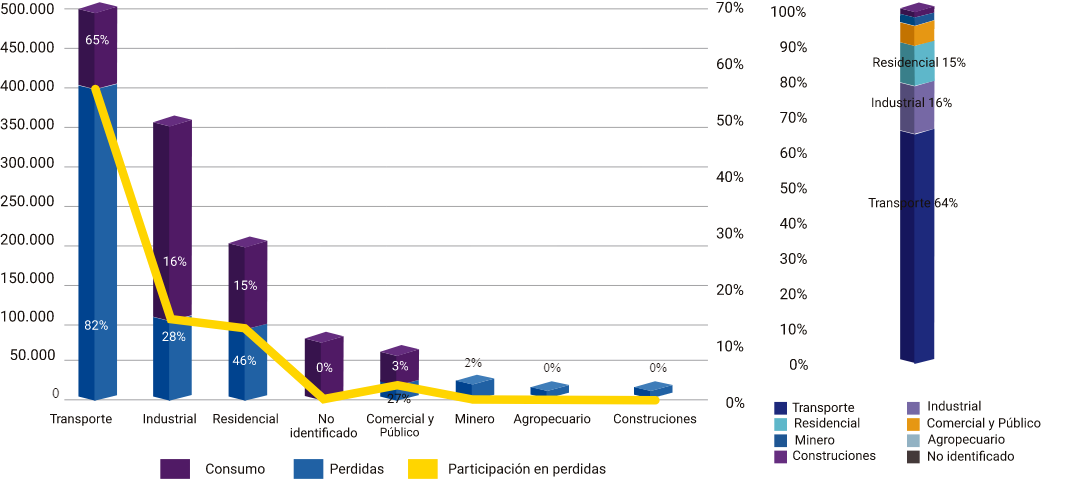 500.000
450.000
400.000
350.000
300.000
250.000
200.000
150.000
100.000
50.000
0
65%
82%
16%
28%
15%
46%
0%
3%
27%
2%
0%
0%
70%
60%
50%
40%
30%
20%
10%
0%
Transporte
Industrial
Residencial
No
identificado
Comercial y
Público
Minero
Agropecuario
Construciones
Consumo
Perdidas
Participación en perdidas
100%
90%
80%
70%
60%
50%
40%
30%
20%
10%
0%
Residencial 15%
Industrial 16%
Transporte 64%
Transporte
Industrial
Residencial
Comercial y Público
Minero
Agropecuario
Construciones
No identificado